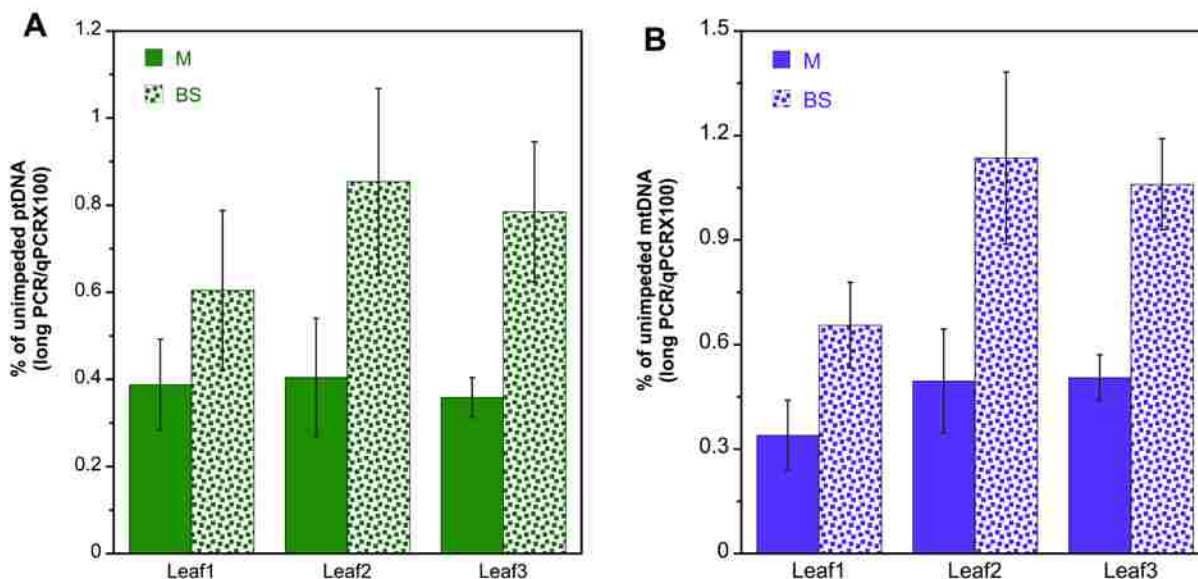 A
% of unimpeded ptDNA
(long PCR/qPCRX100)
1.2
1
0.8
0.6
0.4
0.2
0
M
BS
Leaf1 Leaf2 Leaf3
B
% of unimpeded mtDNA
(long PCR/qPCRX100)
1.5
1.2
0.9
0.6
0.3
0
M
BS
Leaf1 Leaf2 Leaf3